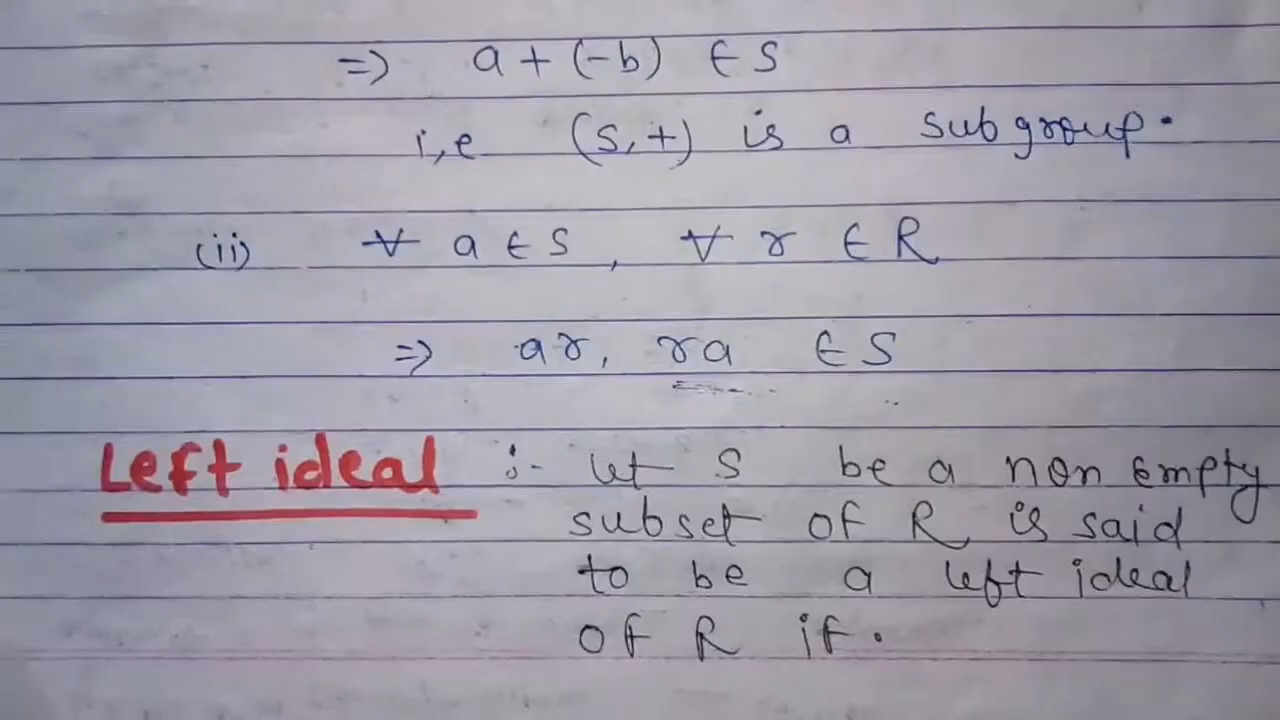 => a + (-b) ∈ S
i,e (S, +) is a subgroup.
(ii) ∀ a ∈ S, ∀ r ∈ R
=> ar, ra ∈ S
Left ideal :- let S be a non empty
subset of R is said
to be a left ideal
of R if.